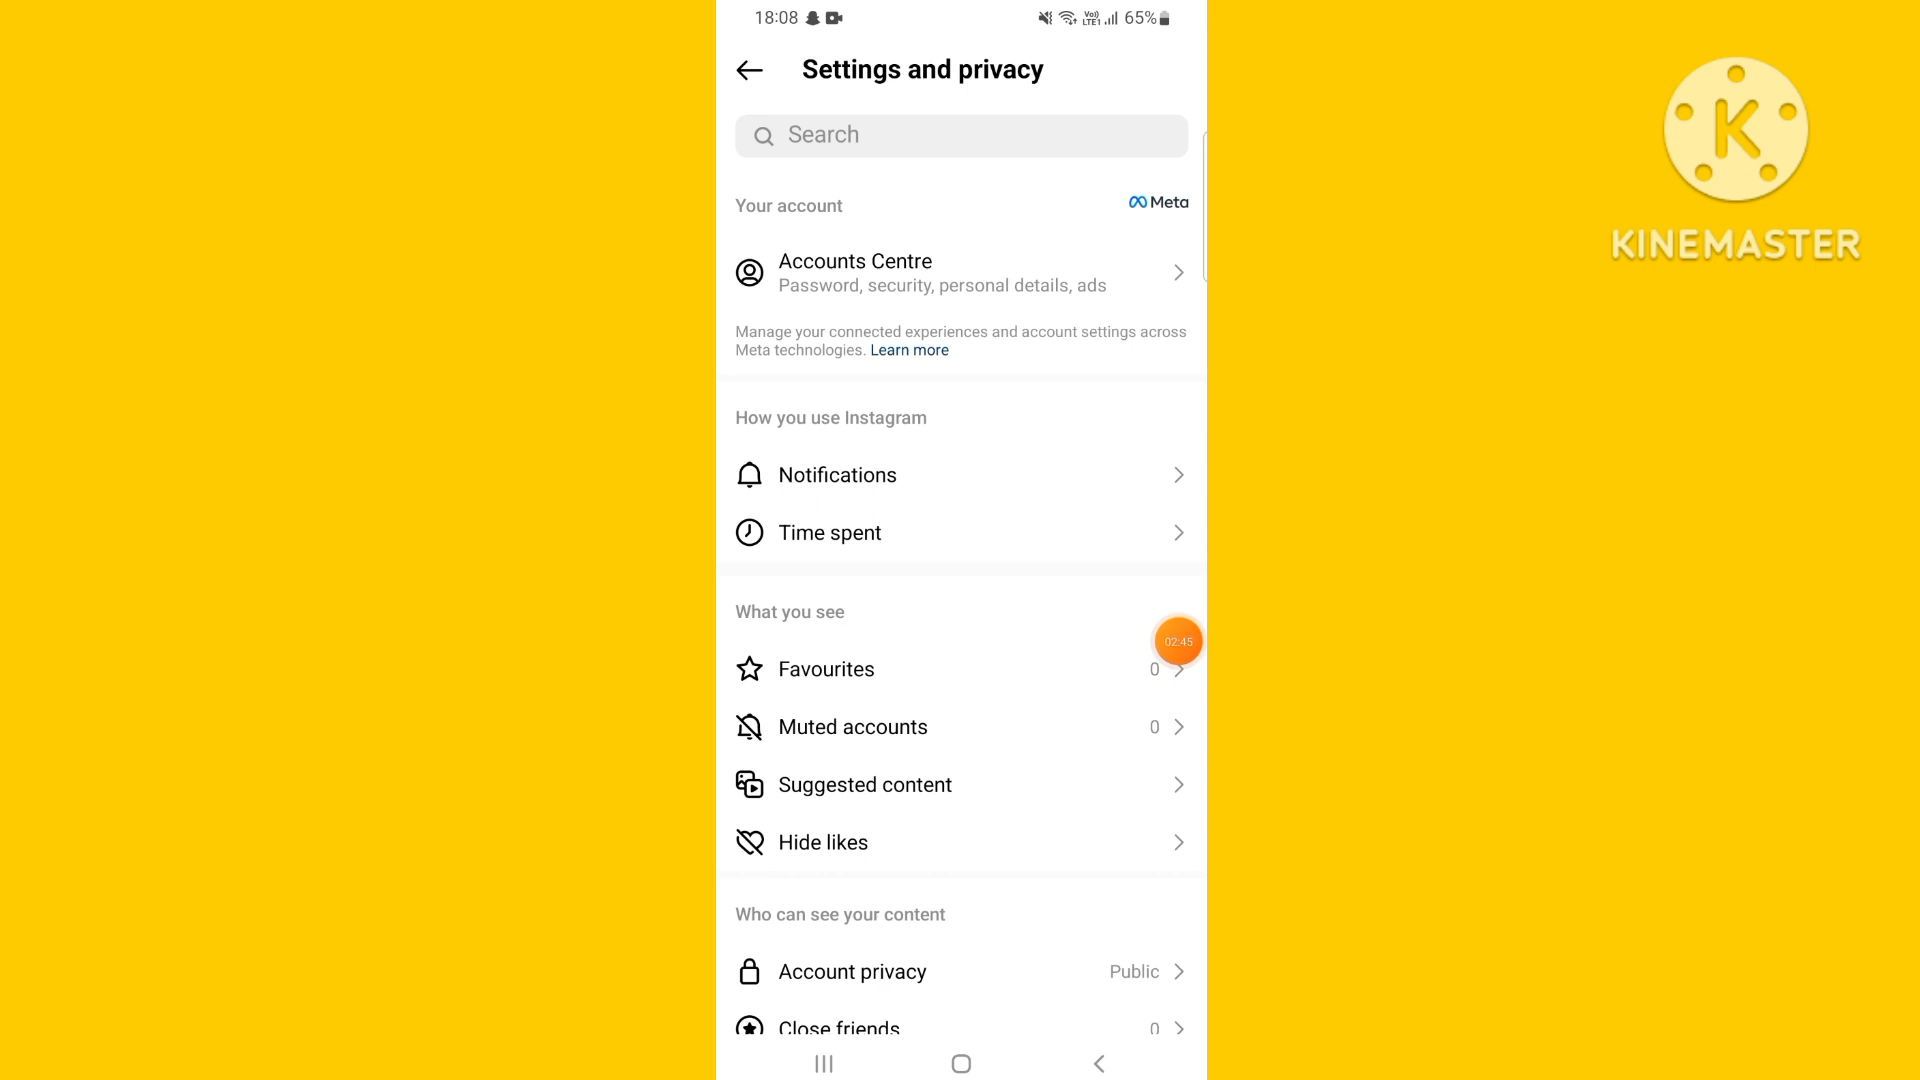 18:08 65%
Vo)) LTE1
Settings and privacy
K
KINEMASTER
Search
Your account
Meta
Accounts Centre
Password, security, personal details, ads
Manage your connected experiences and account settings across
Meta technologies. Learn more
How you use Instagram
Notifications
Time spent
What you see
02:45
Favourites 0
Muted accounts 0
Suggested content
Hide likes
Who can see your content
Account privacy Public
Close friends 0